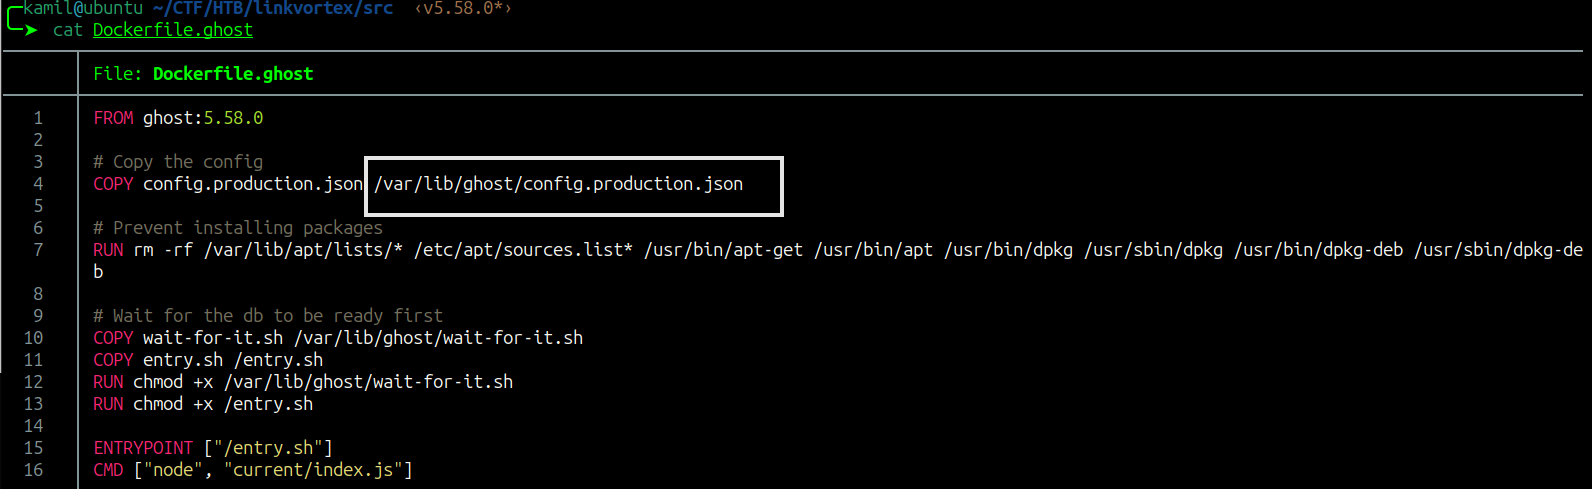 kamil@ubuntu ~/CTF/HTB/linkvortex/src ‹v5.58.0*›
cat Dockerfile.ghost
File: Dockerfile.ghost
1 FROM ghost:5.58.0
2
3 # Copy the config
4 COPY config.production.json /var/lib/ghost/config.production.json
5
6 # Prevent installing packages
7 RUN rm -rf /var/lib/apt/lists/* /etc/apt/sources.list* /usr/bin/apt-get /usr/bin/apt /usr/bin/dpkg /usr/sbin/dpkg /usr/bin/dpkg-deb /usr/sbin/dpkg-de
b
8
9 # Wait for the db to be ready first
10 COPY wait-for-it.sh /var/lib/ghost/wait-for-it.sh
11 COPY entry.sh /entry.sh
12 RUN chmod +x /var/lib/ghost/wait-for-it.sh
13 RUN chmod +x /entry.sh
14
15 ENTRYPOINT ["/entry.sh"]
16 CMD ["node", "current/index.js"]